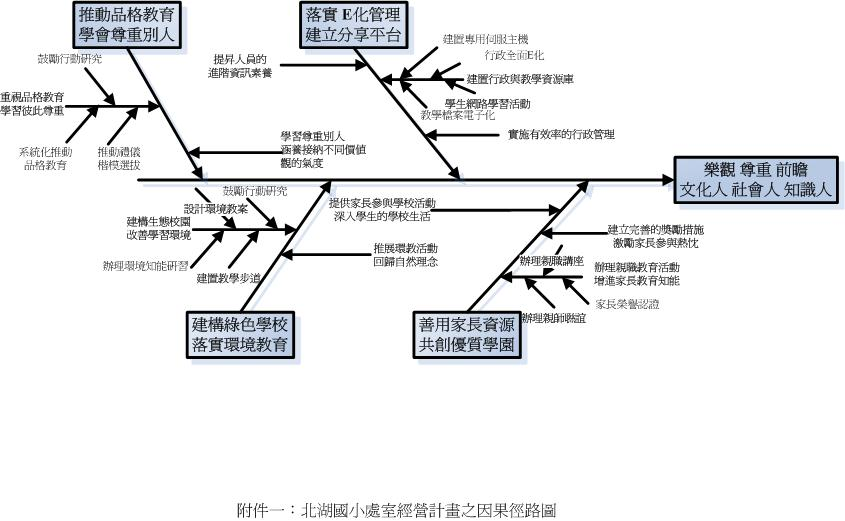 推動品格教育
學會尊重別人
落實 E化管理
建立分享平台
鼓勵行動研究
重視品格教育
學習彼此尊重
系統化推動
品格教育
推動禮儀
楷模選拔
學習尊重別人
涵養接納不同價值
觀的氣度
提昇人員的
進階資訊素養
建置專用伺服主機
行政全面E化
建置行政與教學資源庫
學生網路學習活動
教學檔案電子化
實施有效率的行政管理
樂觀 尊重 前瞻
文化人 社會人 知識人
鼓勵行動研究
設計環境教案
建構生態校園
改善學習環境
辦理環境知能研習
建置教學步道
推展環教活動
回歸自然理念
建構綠色學校
落實環境教育
提供家長參與學校活動
深入學生的學校生活
建立完善的獎勵措施
激勵家長參與熱忱
辦理親職講座
辦理親職教育活動
增進家長教育知能
家長榮譽認證
辦理親師聯誼
善用家長資源
共創優質學園
附件一：北湖國小處室經營計畫之因果徑路圖